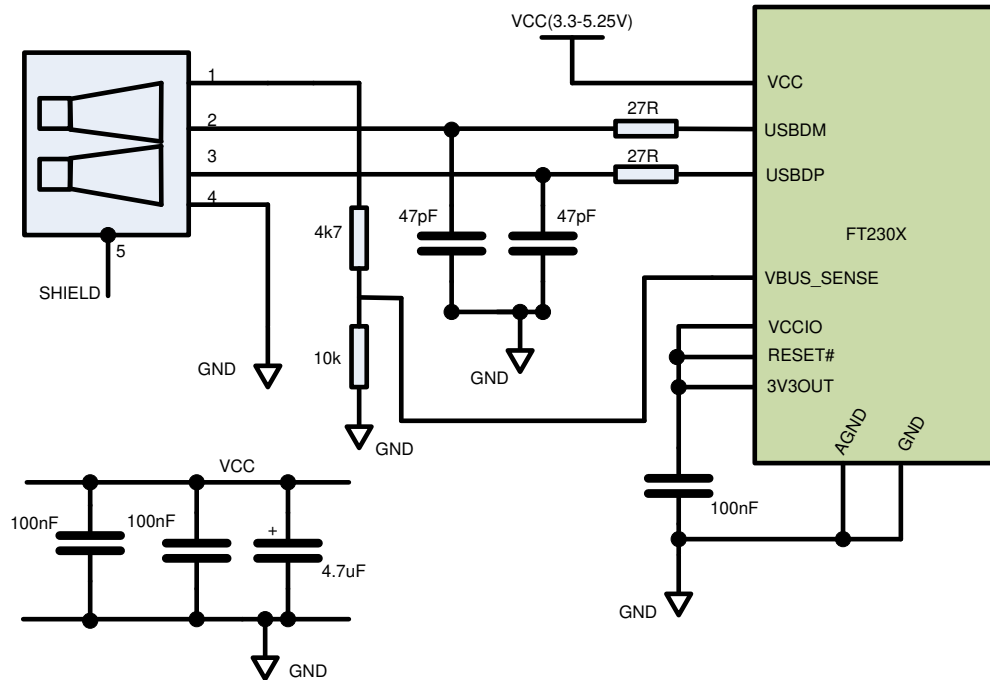 VCC(3.3-5.25V)
1
VCC
2
27R
USBDM
3
27R
USBDP
4
47pF
47pF
4k7
FT230X
5
SHIELD
VBUS_SENSE
VCCIO
10k
RESET#
GND
GND
3V3OUT
AGND
GND
GND
VCC
100nF
100nF
100nF
+
4.7uF
GND
GND